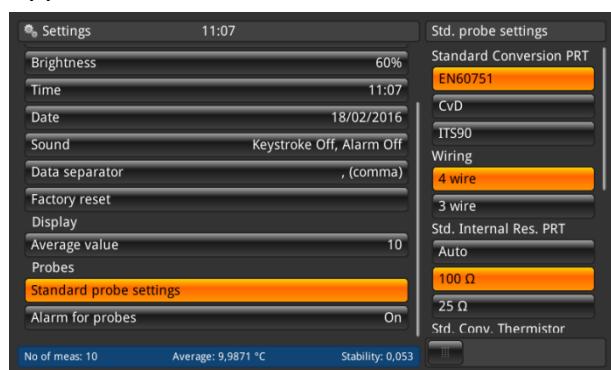 Settings 11:07
Brightness 60%
Time 11:07
Date 18/02/2016
Sound Keystroke Off, Alarm Off
Data separator , (comma)
Factory reset
Display
Average value 10
Probes
Standard probe settings
Alarm for probes On
No of meas: 10 Average: 9,9871 °C Stability: 0,053
Std. probe settings
Standard Conversion PRT
EN60751
CvD
ITS90
Wiring
4 wire
3 wire
Std. Internal Res. PRT
Auto
100 Ω
25 Ω
Std. Conv. Thermistor